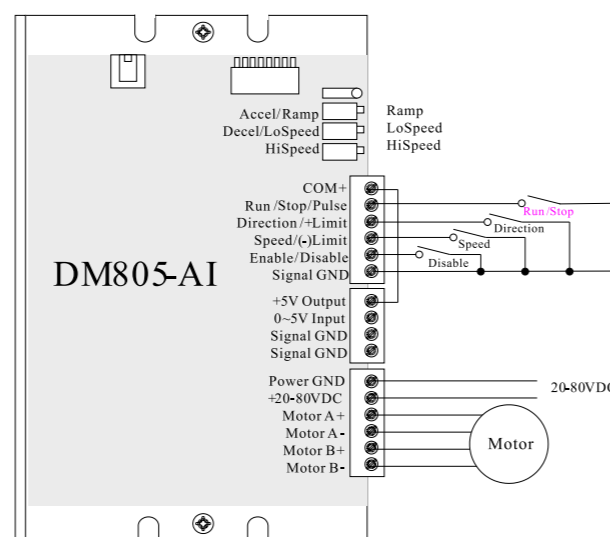 Accel/Ramp Ramp
Decel/LoSpeed LoSpeed
HiSpeed HiSpeed
COM+
Run/Stop/Pulse
Run/Stop
Direction/+Limit
Direction
Speed/(-)Limit
Speed
Enable/Disable
Disable
Signal GND
DM805-AI
+5V Output
0~5V Input
Signal GND
Signal GND
Power GND
20-80VDC
+20-80VDC
Motor A+
Motor A-
Motor
Motor B+
Motor B-